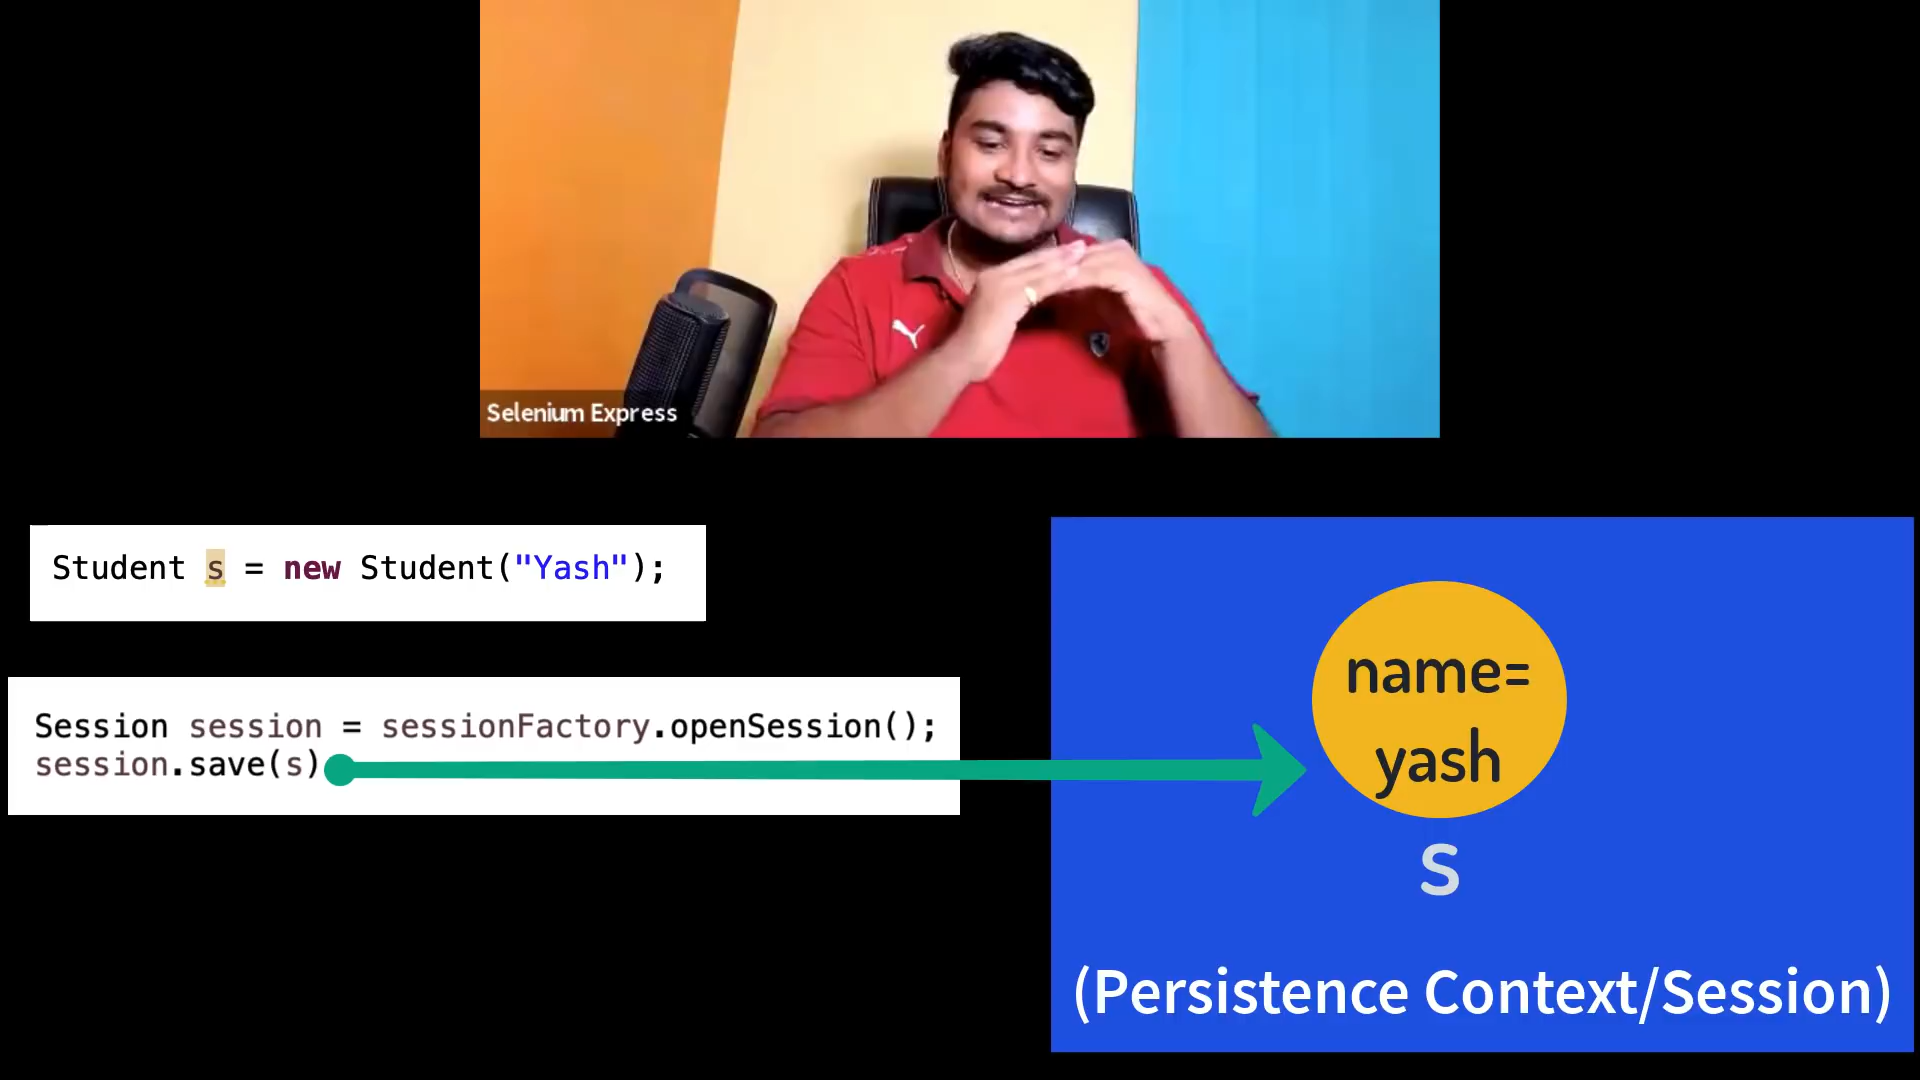 Selenium Express
Student s = new Student("Yash");
Session session = sessionFactory.openSession();
session.save(s)
name=
yash
s
(Persistence Context/Session)